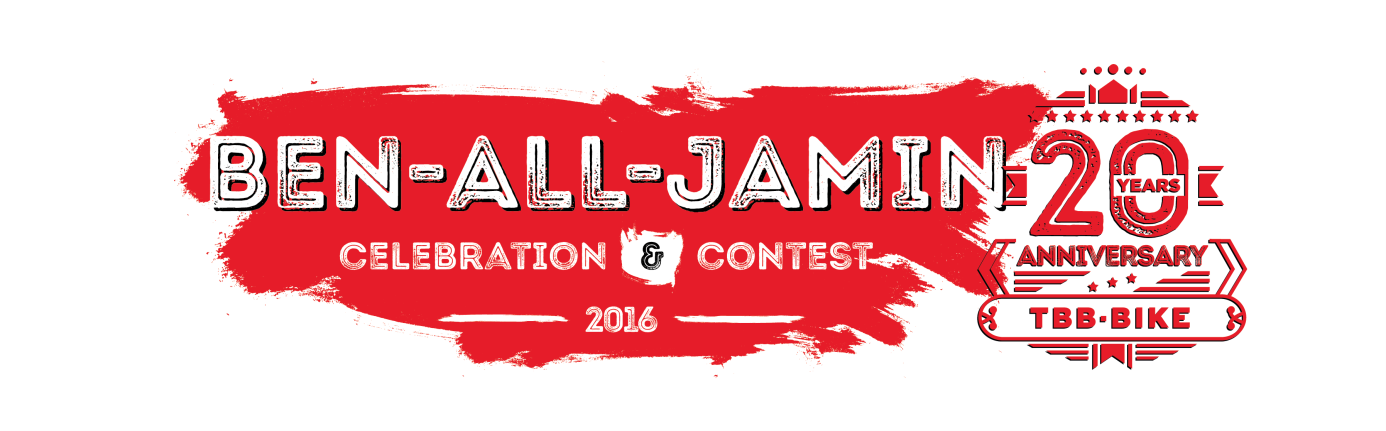 BEN-ALL-JAMIN
CELEBRATION & CONTEST
2016
20
YEARS
ANNIVERSARY
TBB·BIKE